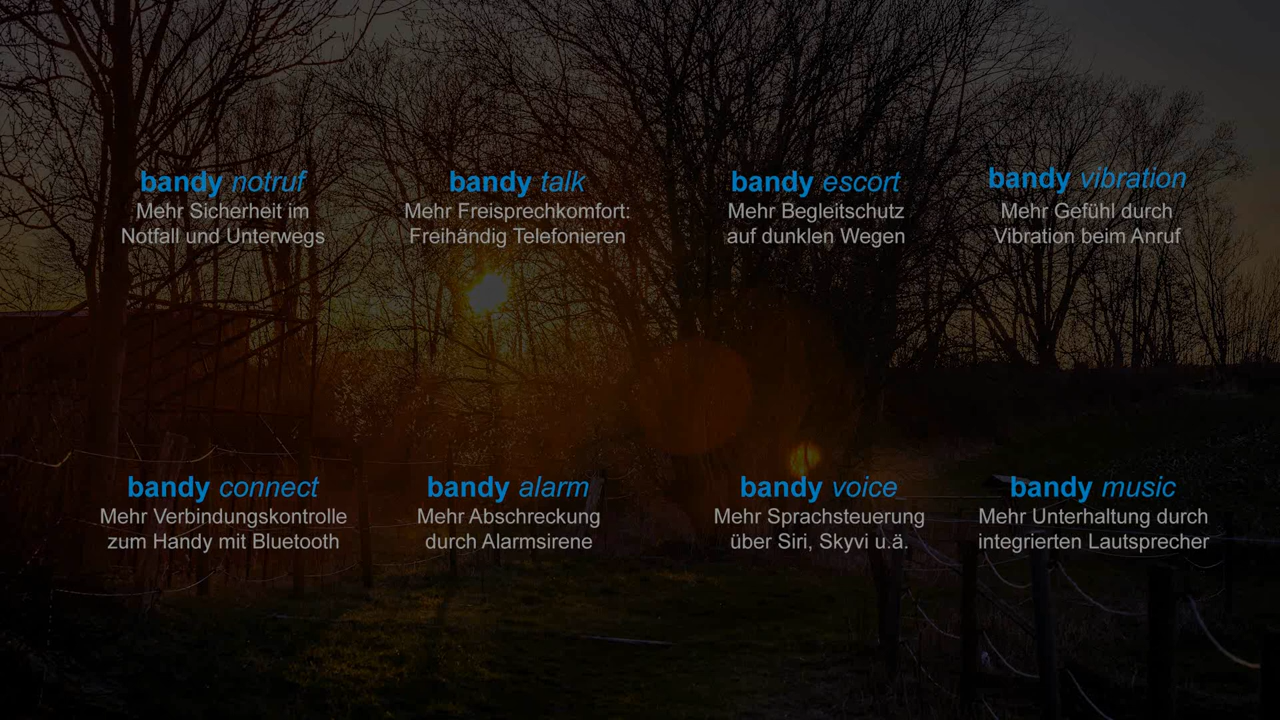 bandy notruf
Mehr Sicherheit im
Notfall und Unterwegs
bandy talk
Mehr Freisprechkomfort:
Freihändig Telefonieren
bandy escort
Mehr Begleitschutz
auf dunklen Wegen
bandy vibration
Mehr Gefühl durch
Vibration beim Anruf
bandy connect
Mehr Verbindungskontrolle
zum Handy mit Bluetooth
bandy alarm
Mehr Abschreckung
durch Alarmsirene
bandy voice
Mehr Sprachsteuerung
über Siri, Skyvi u.ä.
bandy music
Mehr Unterhaltung durch
integrierten Lautsprecher